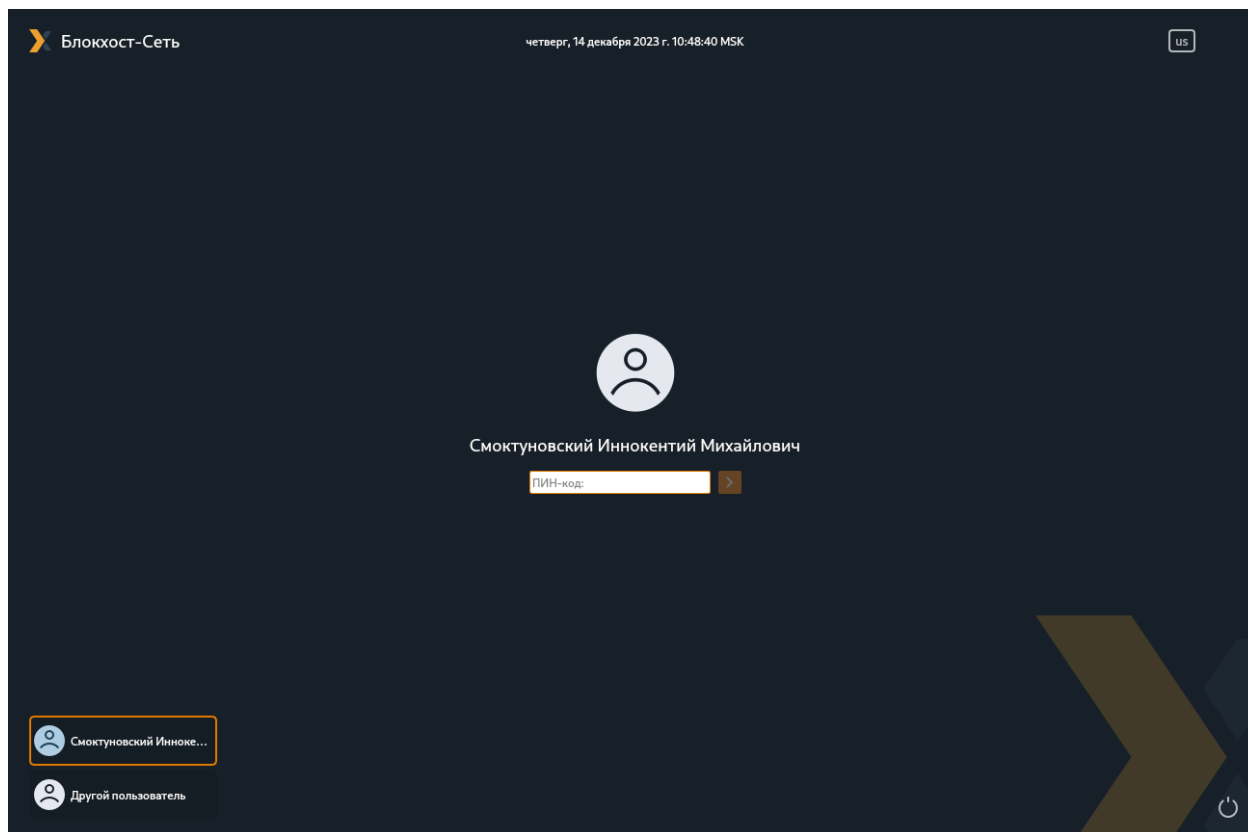 Блокхост-Сеть
четверг, 14 декабря 2023 г. 10:48:40 MSK
us
Смоктуновский Иннокентий Михайлович
ПИН-код:
Смоктуновский Инноке...
Другой пользователь